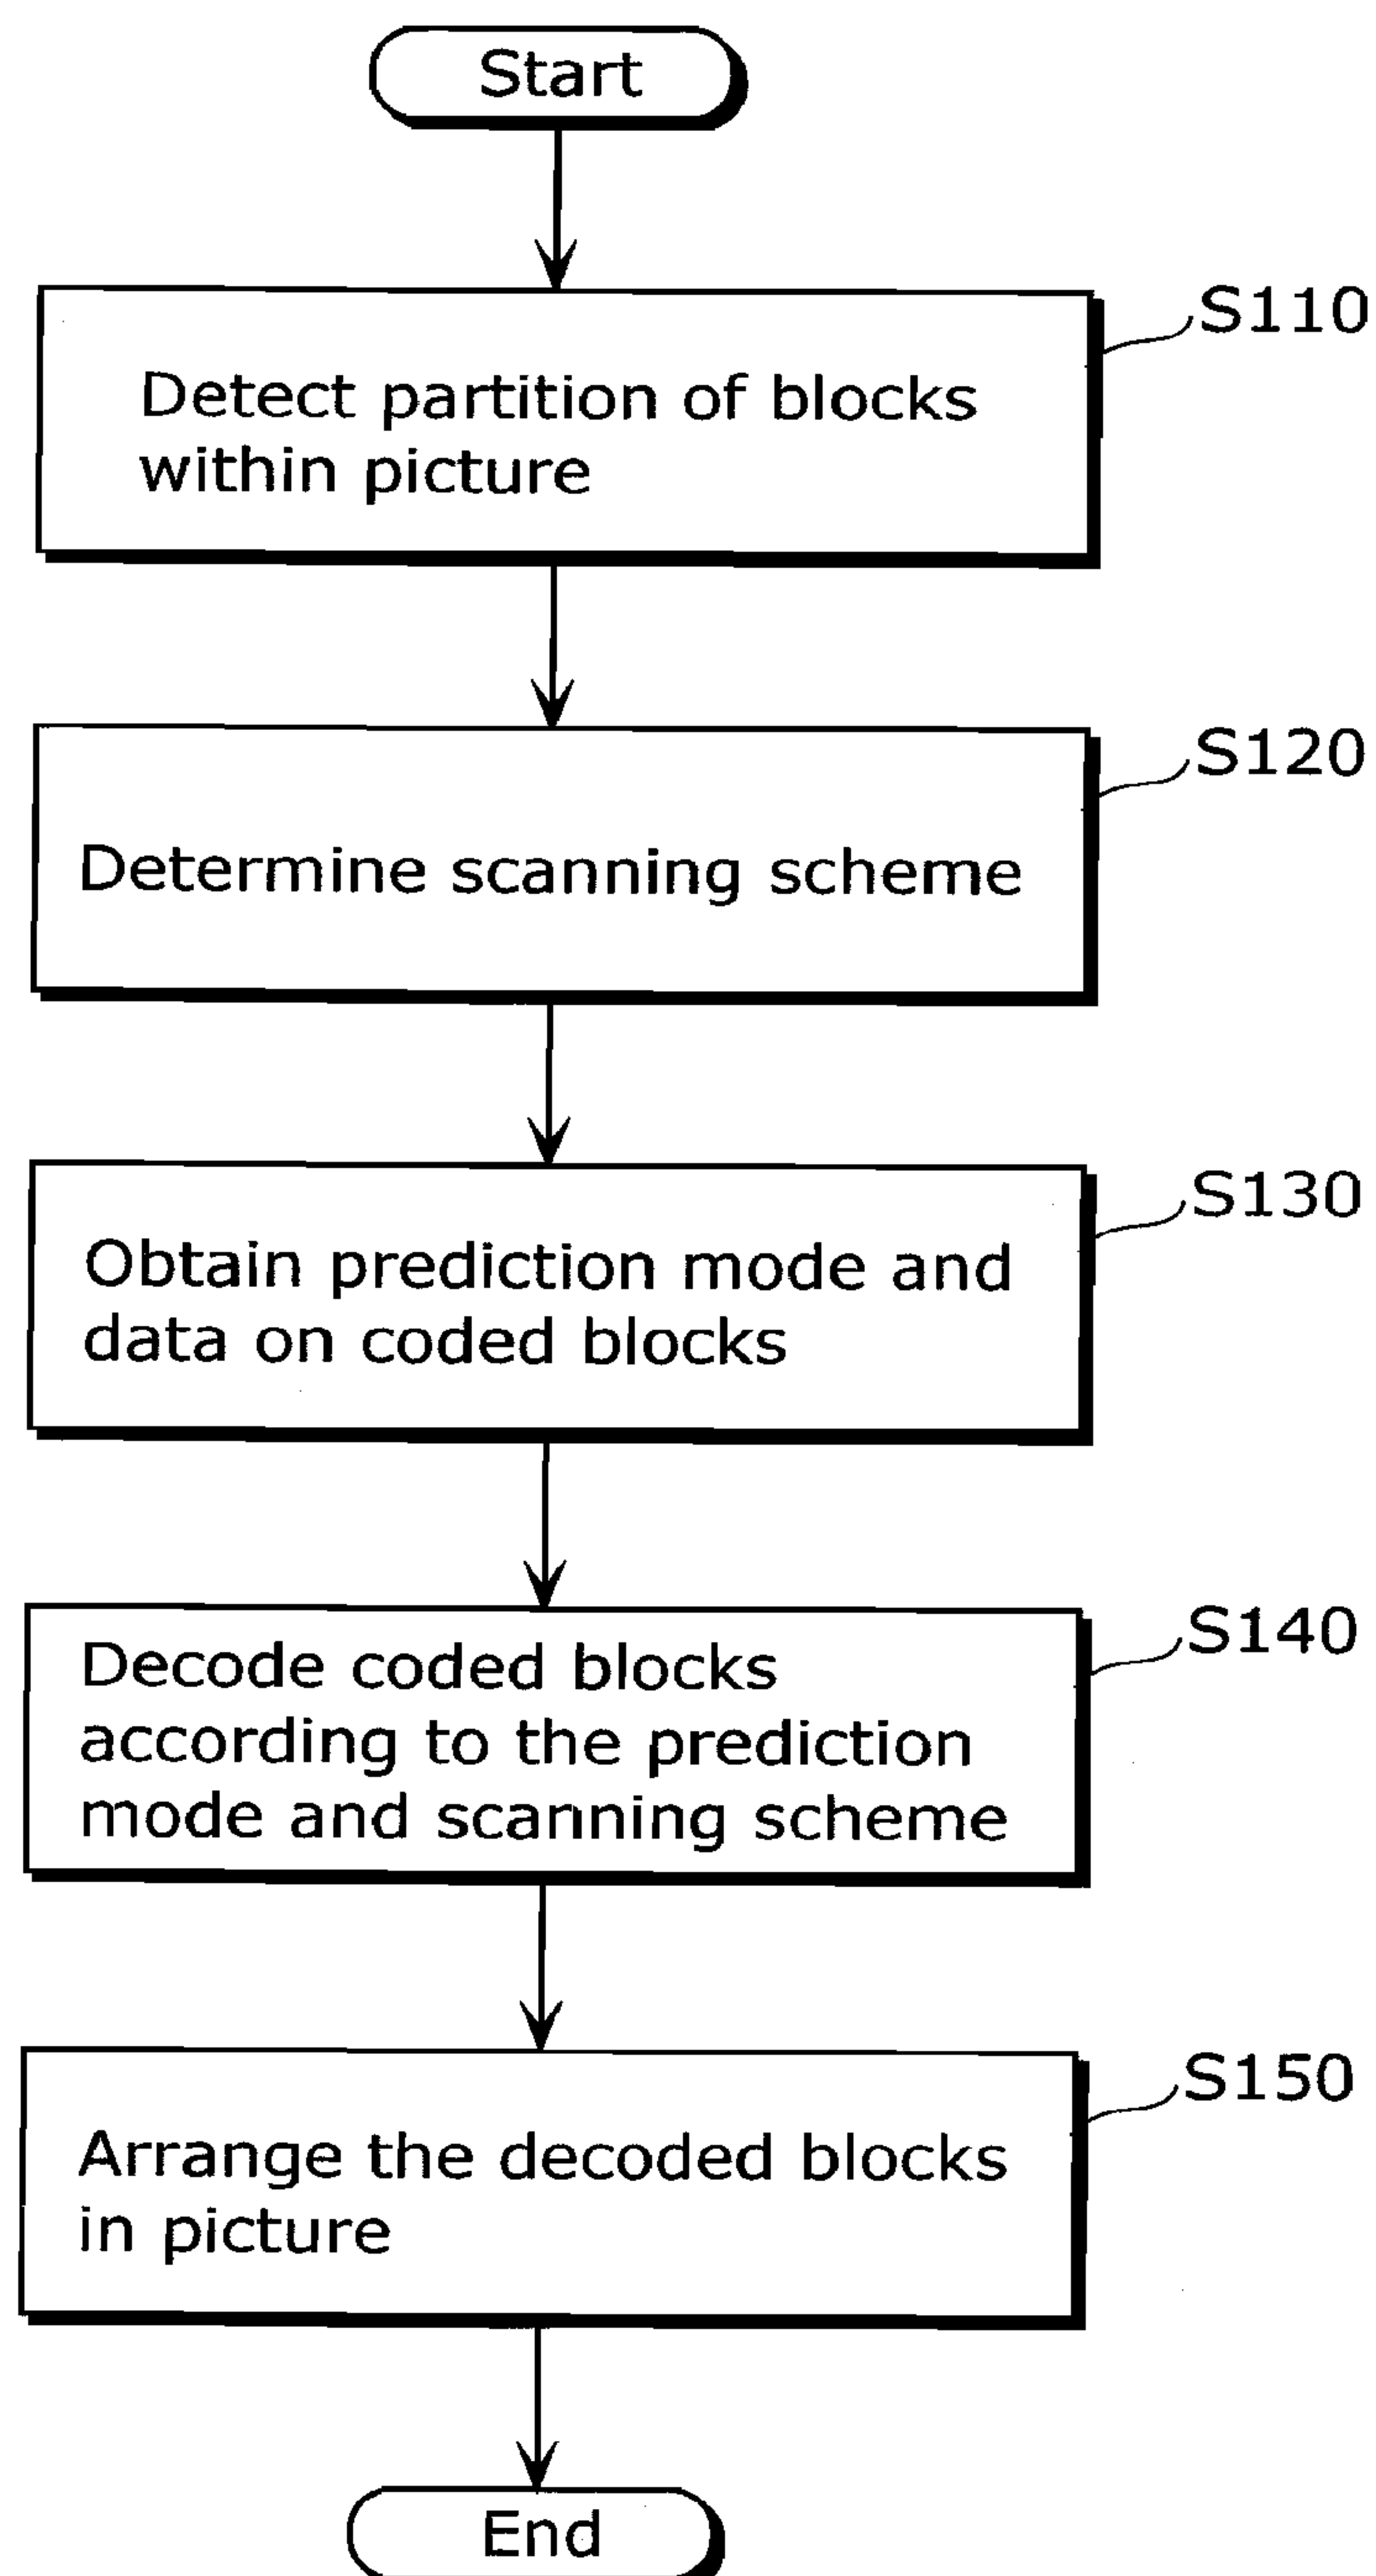 Start
S110
Detect partition of blocks
within picture
S120
Determine scanning scheme
S130
Obtain prediction mode and
data on coded blocks
S140
Decode coded blocks
according to the prediction
mode and scanning scheme
S150
Arrange the decoded blocks
in picture
End